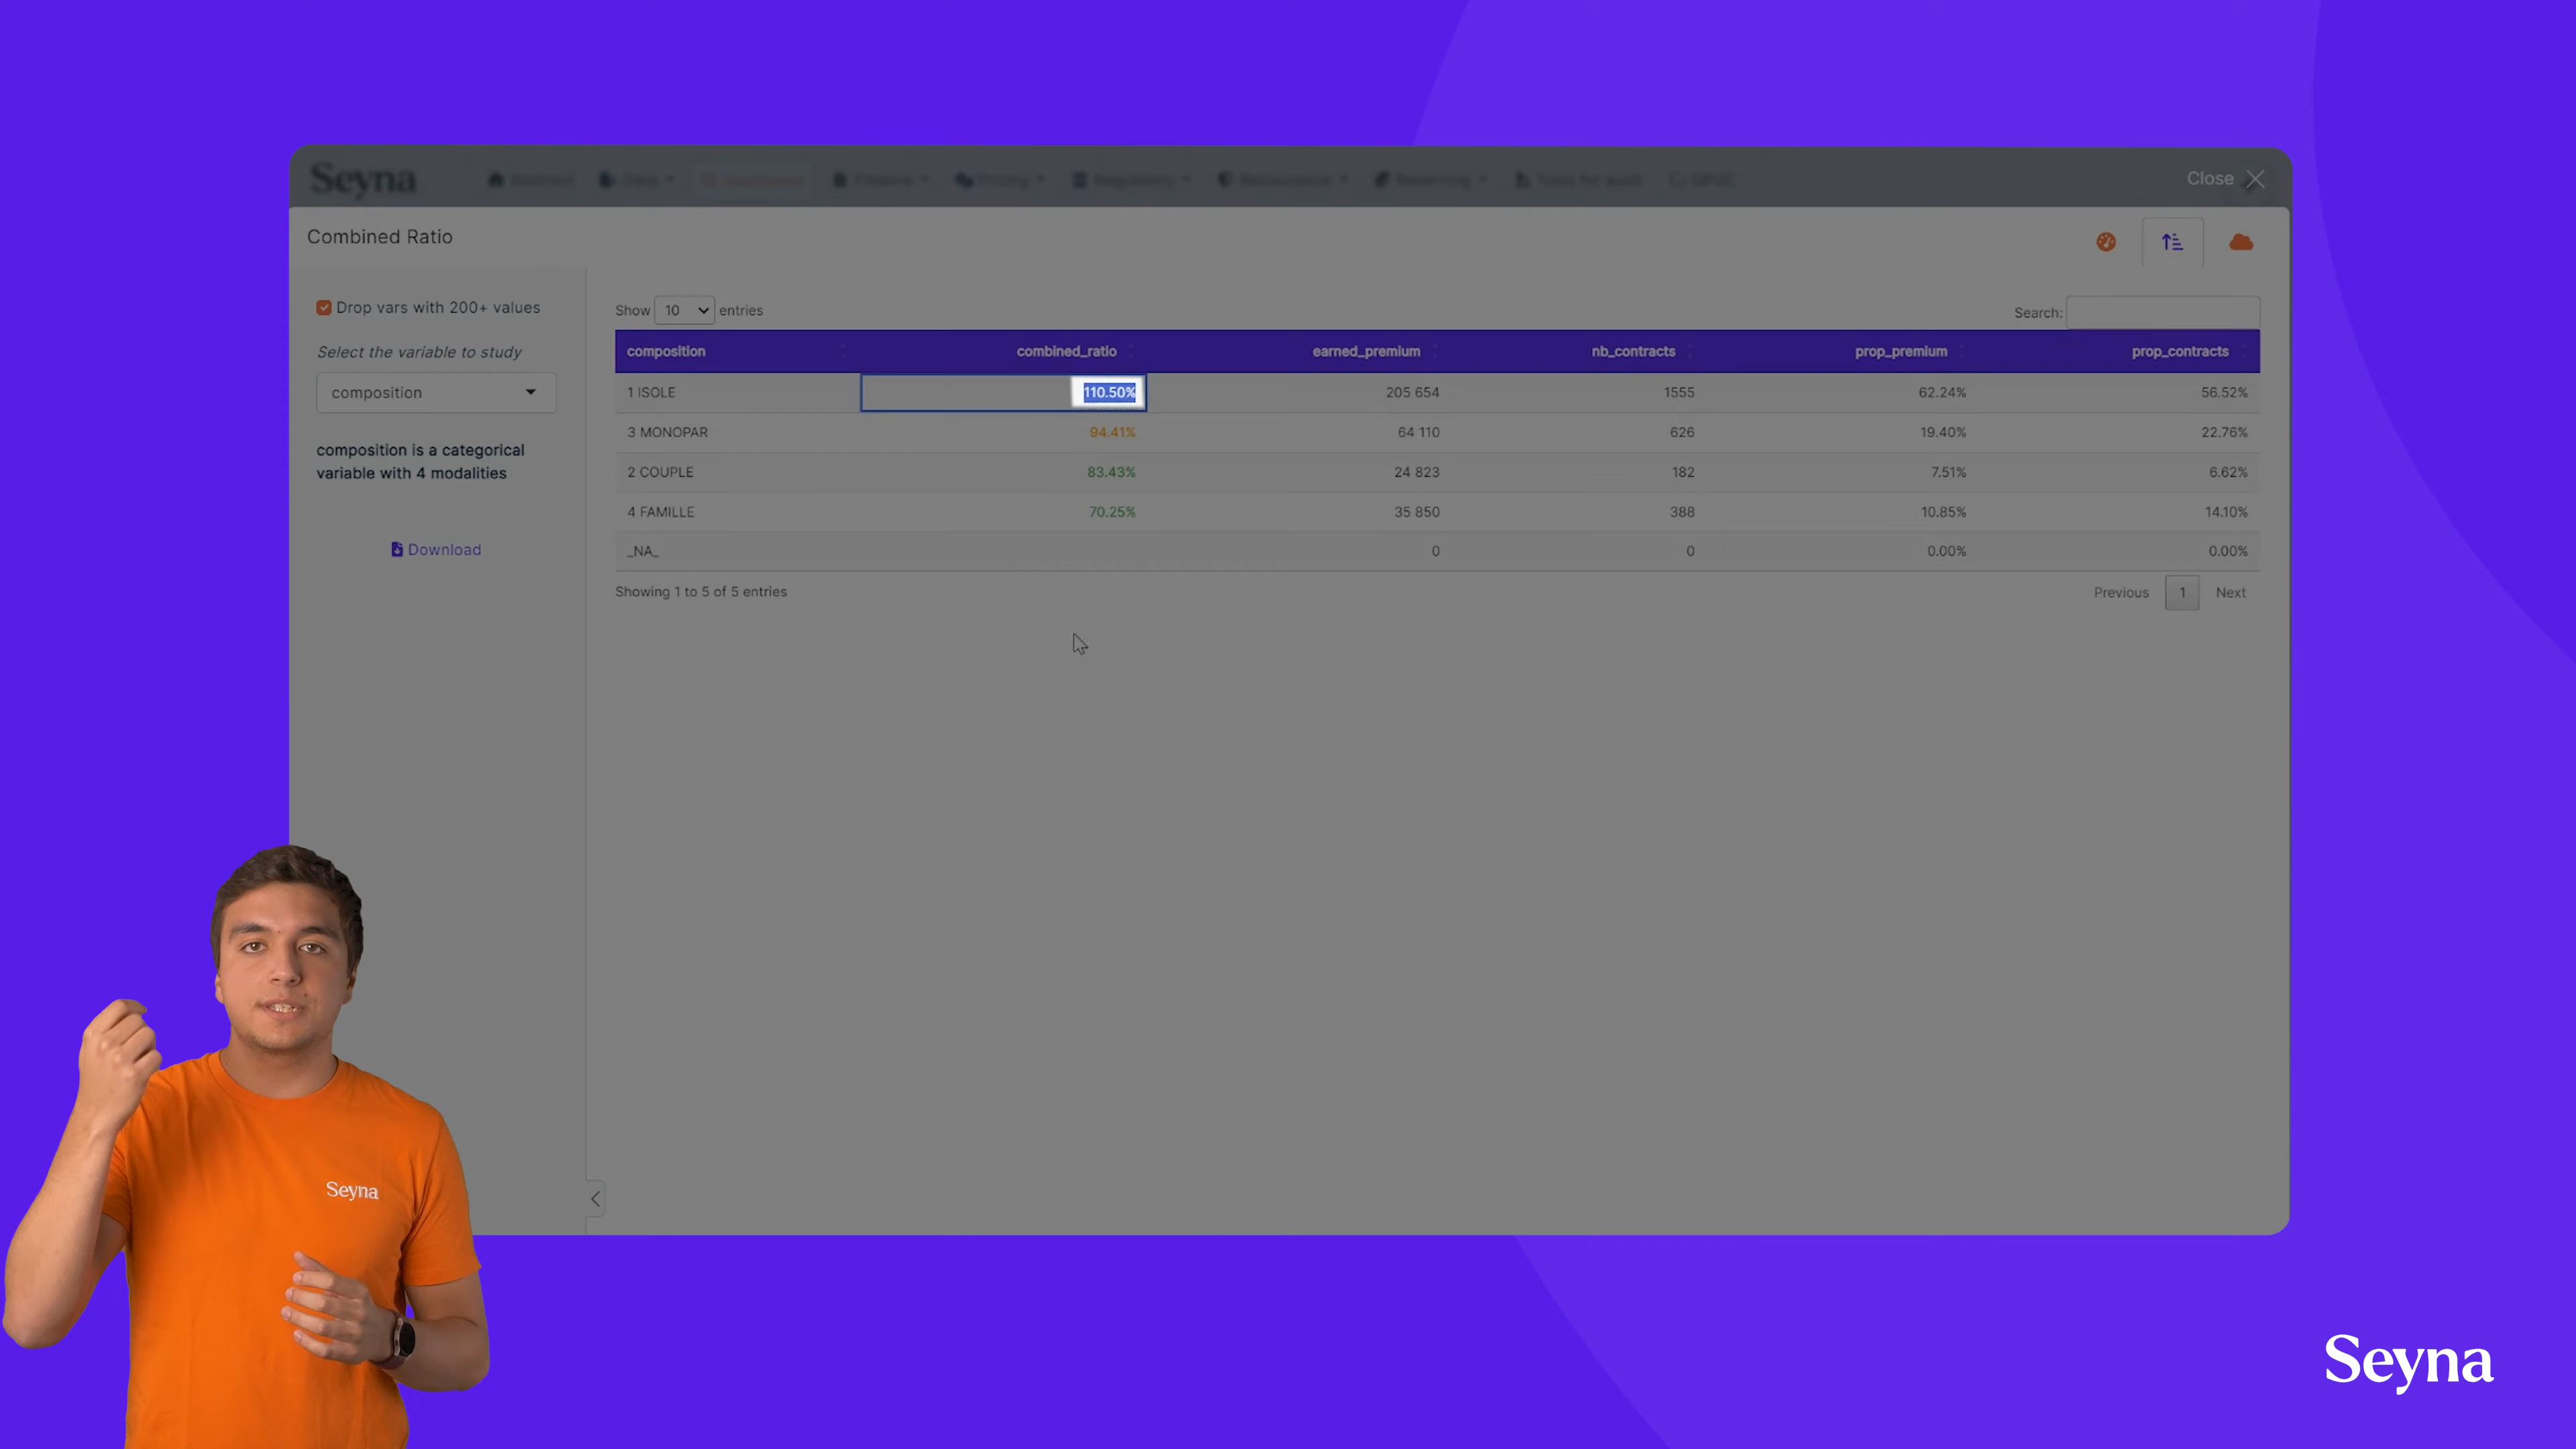 Seyna
Close
Combined Ratio
Drop vars with 200+ values
Select the variable to study
composition
composition is a categorical
variable with 4 modalities
Download
Show 10 entries
Search:
composition combined_ratio earned_premium nb_contracts prop_premium prop_contracts
1 ISOLE 110.50% 205 654 1555 62.24% 56.52%
3 MONOPAR 94.41% 64 110 626 19.40% 22.76%
2 COUPLE 83.43% 24 823 182 7.51% 6.62%
4 FAMILLE 70.25% 35 850 388 10.85% 14.10%
_NA_ 0 0 0.00% 0.00%
Showing 1 to 5 of 5 entries
Previous 1 Next
Seyna
Seyna